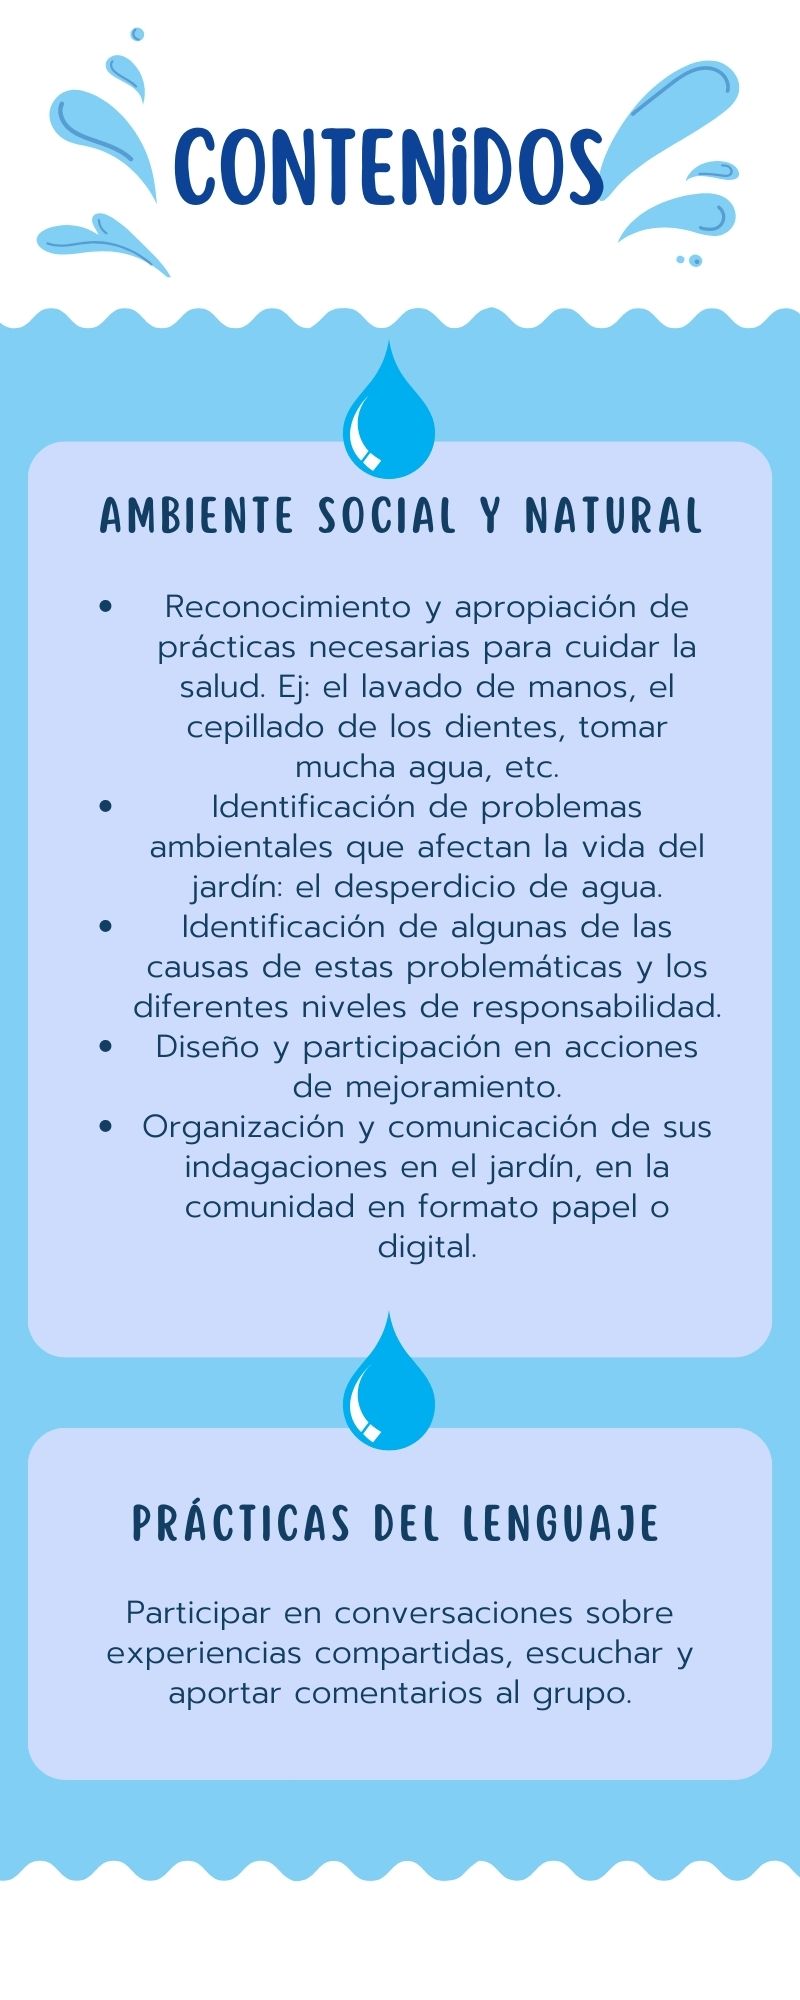 CONTENiDOS
AMBIENTE SOCIAL Y NATURAL
• Reconocimiento y apropiación de
prácticas necesarias para cuidar la
salud. Ej: el lavado de manos, el
cepillado de los dientes, tomar
mucha agua, etc.
• Identificación de problemas
ambientales que afectan la vida del
jardín: el desperdicio de agua.
• Identificación de algunas de las
causas de estas problemáticas y los
diferentes niveles de responsabilidad.
• Diseño y participación en acciones
de mejoramiento.
• Organización y comunicación de sus
indagaciones en el jardín, en la
comunidad en formato papel o
digital.
PRÁCTICAS DEL LENGUAJE
Participar en conversaciones sobre
experiencias compartidas, escuchar y
aportar comentarios al grupo.